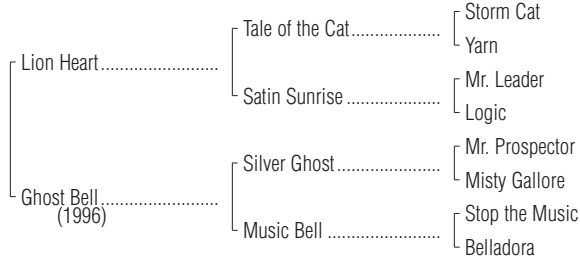 Storm Cat
Tale of the Cat........................
Yarn
Lion Heart................................
Mr. Leader
Satin Sunrise .........................
Logic
Mr. Prospector
Silver Ghost............................
Misty Gallore
Ghost Bell................................
(1996)
Stop the Music
Music Bell ..............................
Belladora